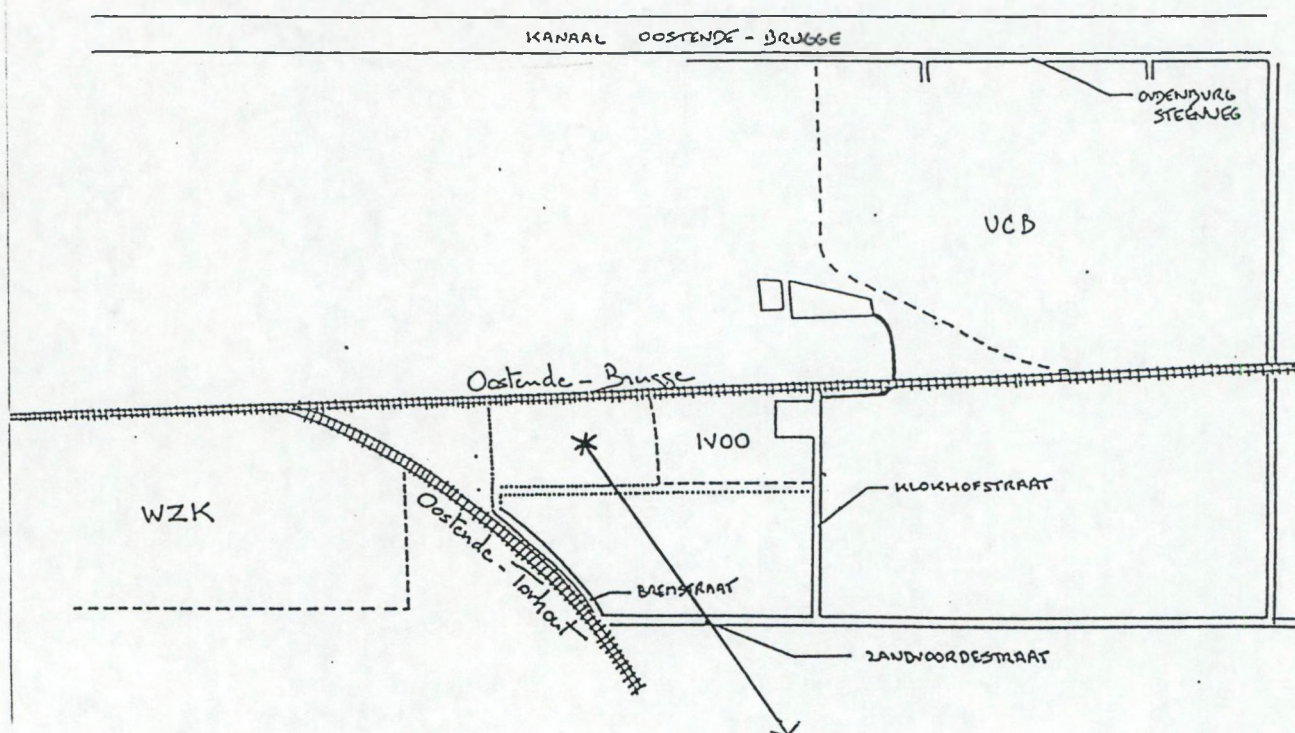 KANAAL OOSTENDE - BRUGGE
OUDENBURG
STEENWEG
UCB
Oostende - Brugge
IVOO
KLOKHOFSTRAAT
WZK
Oostende - Torhout
BREMSTRAAT
ZANDVOORDESTRAAT